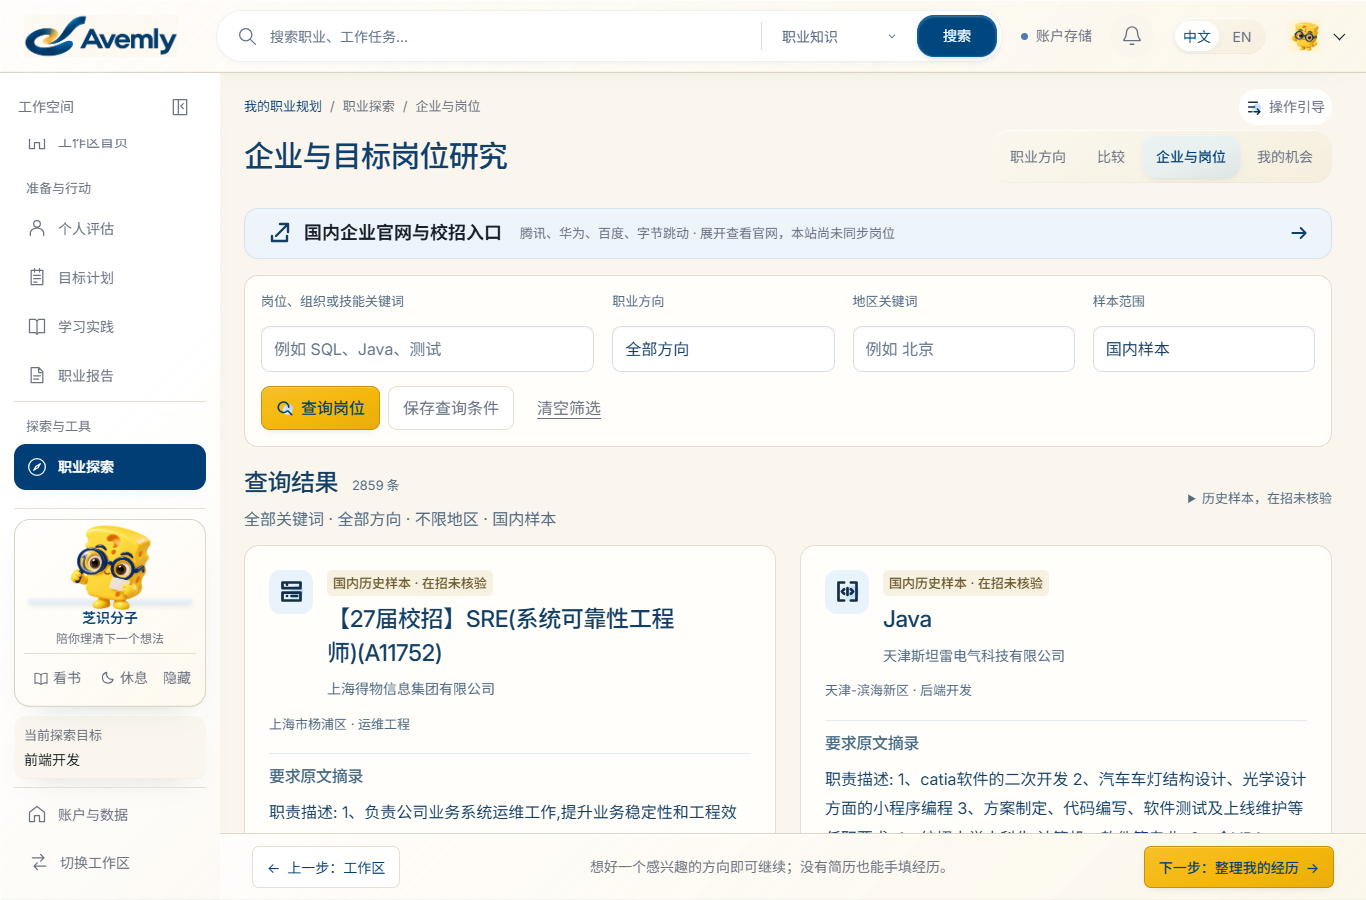 Avemly
搜索职业、工作任务...
职业知识
搜索
账户存储
中文
EN
工作空间
工作区首页
准备与行动
个人评估
目标计划
学习实践
职业报告
探索与工具
职业探索
芝识分子
陪你理清下一个想法
看书
休息
隐藏
当前探索目标
前端开发
账户与数据
切换工作区
我的职业规划 / 职业探索 / 企业与岗位
操作引导
企业与目标岗位研究
职业方向
比较
企业与岗位
我的机会
国内企业官网与校招入口
腾讯、华为、百度、字节跳动 · 展开查看官网，本站尚未同步岗位
岗位、组织或技能关键词
职业方向
地区关键词
样本范围
例如 SQL、Java、测试
全部方向
例如 北京
国内样本
查询岗位
保存查询条件
清空筛选
查询结果
2859 条
历史样本，在招未核验
全部关键词 · 全部方向 · 不限地区 · 国内样本
国内历史样本 · 在招未核验
【27届校招】SRE(系统可靠性工程
师)(A11752)
上海得物信息集团有限公司
上海市杨浦区 · 运维工程
要求原文摘录
职责描述: 1、负责公司业务系统运维工作,提升业务稳定性和工程效
国内历史样本 · 在招未核验
Java
天津斯坦雷电气科技有限公司
天津-滨海新区 · 后端开发
要求原文摘录
职责描述: 1、catia软件的二次开发 2、汽车车灯结构设计、光学设计
方面的小程序编程 3、方案制定、代码编写、软件测试及上线维护等
← 上一步：工作区
想好一个感兴趣的方向即可继续；没有简历也能手填经历。
下一步：整理我的经历 →